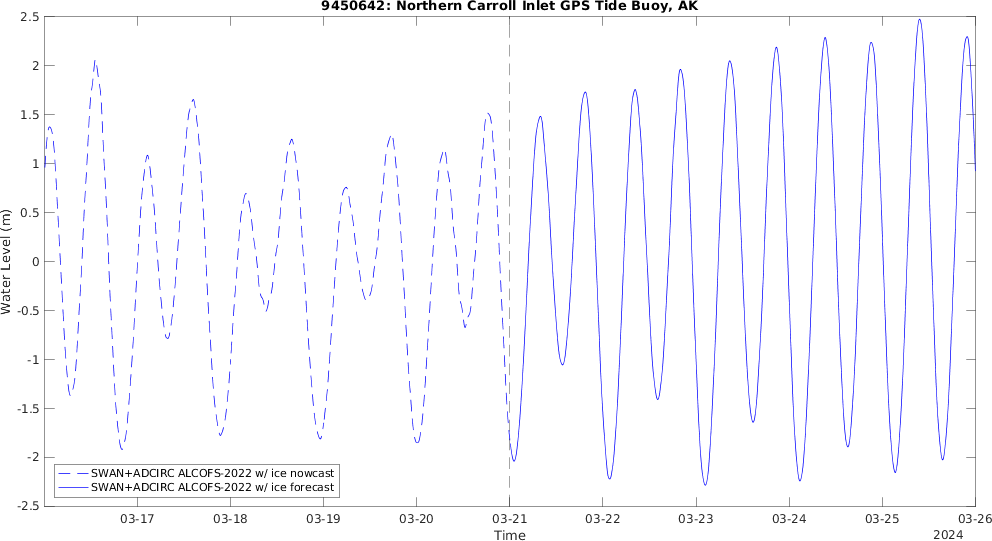 9450642: Northern Carroll Inlet GPS Tide Buoy, AK
2.5
2
1.5
1
0.5
0
-0.5
-1
-1.5
-2
-2.5
Water Level (m)
SWAN+ADCIRC ALCOFS-2022 w/ ice nowcast
SWAN+ADCIRC ALCOFS-2022 w/ ice forecast
03-17 03-18 03-19 03-20 03-21 03-22 03-23 03-24 03-25 03-26
Time
2024